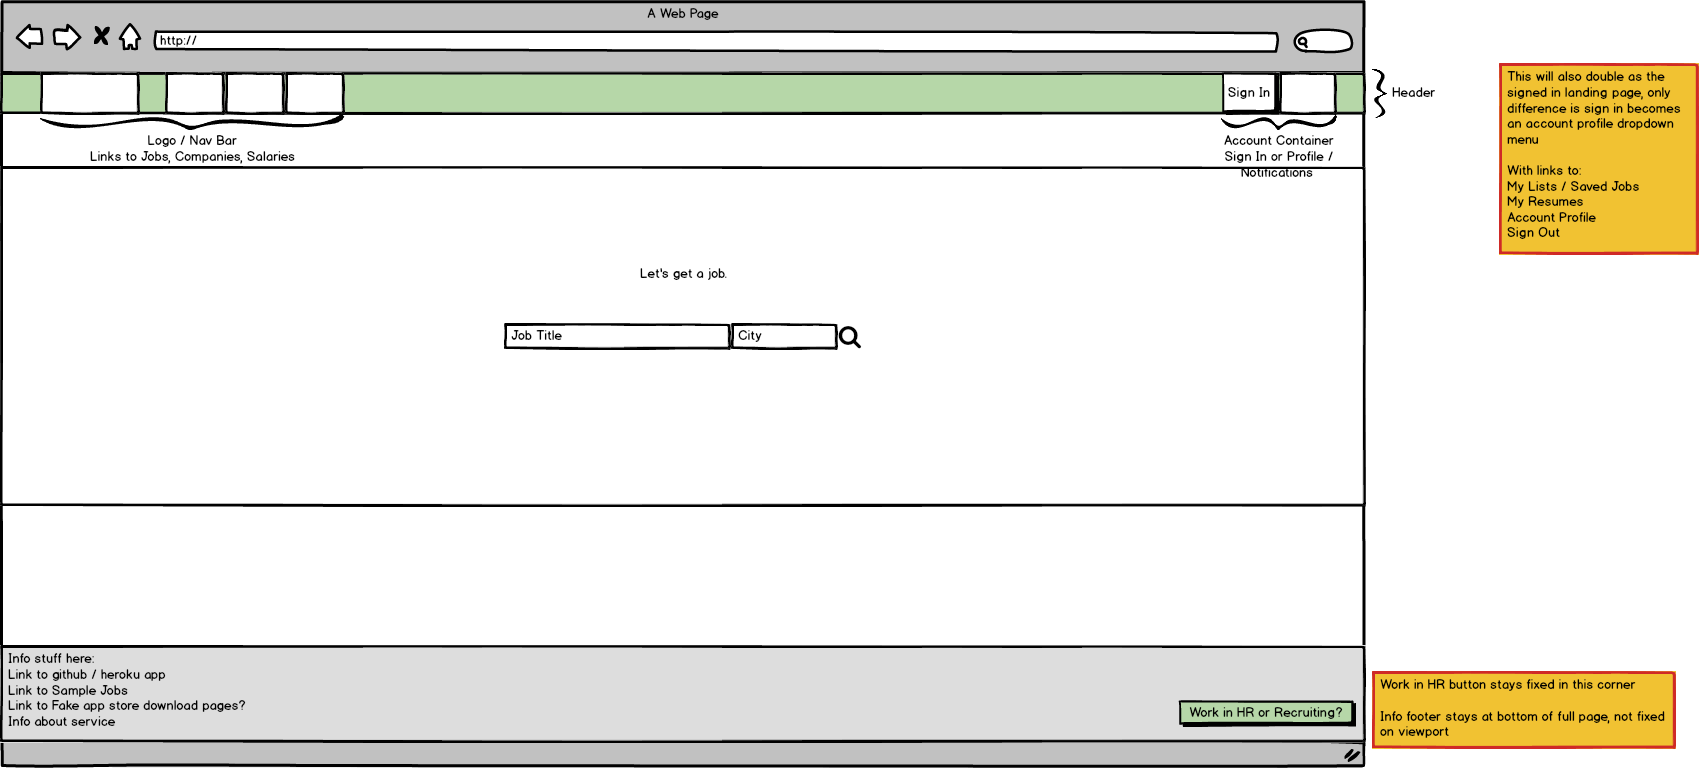 A Web Page
http://
Sign In
Header
Logo / Nav Bar
Links to Jobs, Companies, Salaries
Account Container
Sign In or Profile /
Notifications
This will also double as the
signed in landing page, only
difference is sign in becomes
an account profile dropdown
menu
With links to:
My Lists / Saved Jobs
My Resumes
Account Profile
Sign Out
Let's get a job.
Job Title
City
Info stuff here:
Link to github / heroku app
Link to Sample Jobs
Link to Fake app store download pages?
Info about service
Work in HR or Recruiting?
Work in HR button stays fixed in this corner
Info footer stays at bottom of full page, not fixed
on viewport